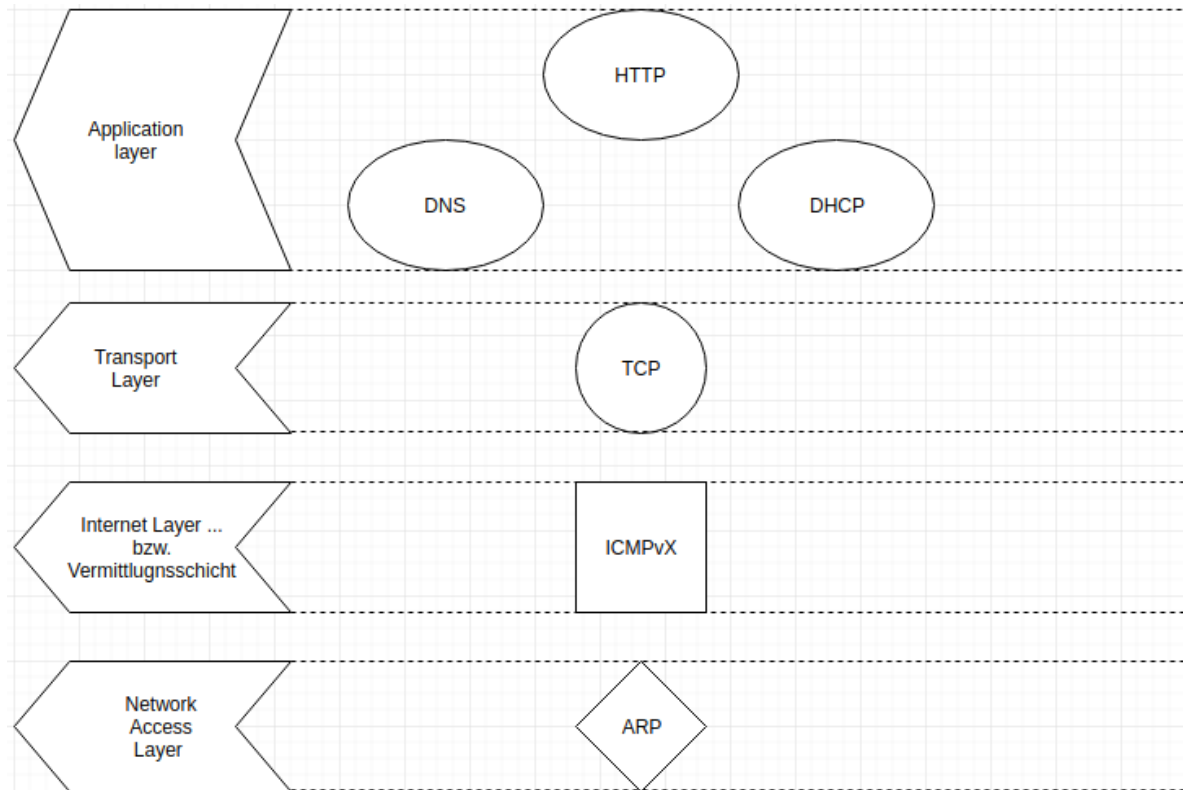 HTTP
Application
layer
DNS
DHCP
Transport
Layer
TCP
Internet Layer ...
bzw.
Vermittlugnsschicht
ICMPvX
Network
Access
Layer
ARP